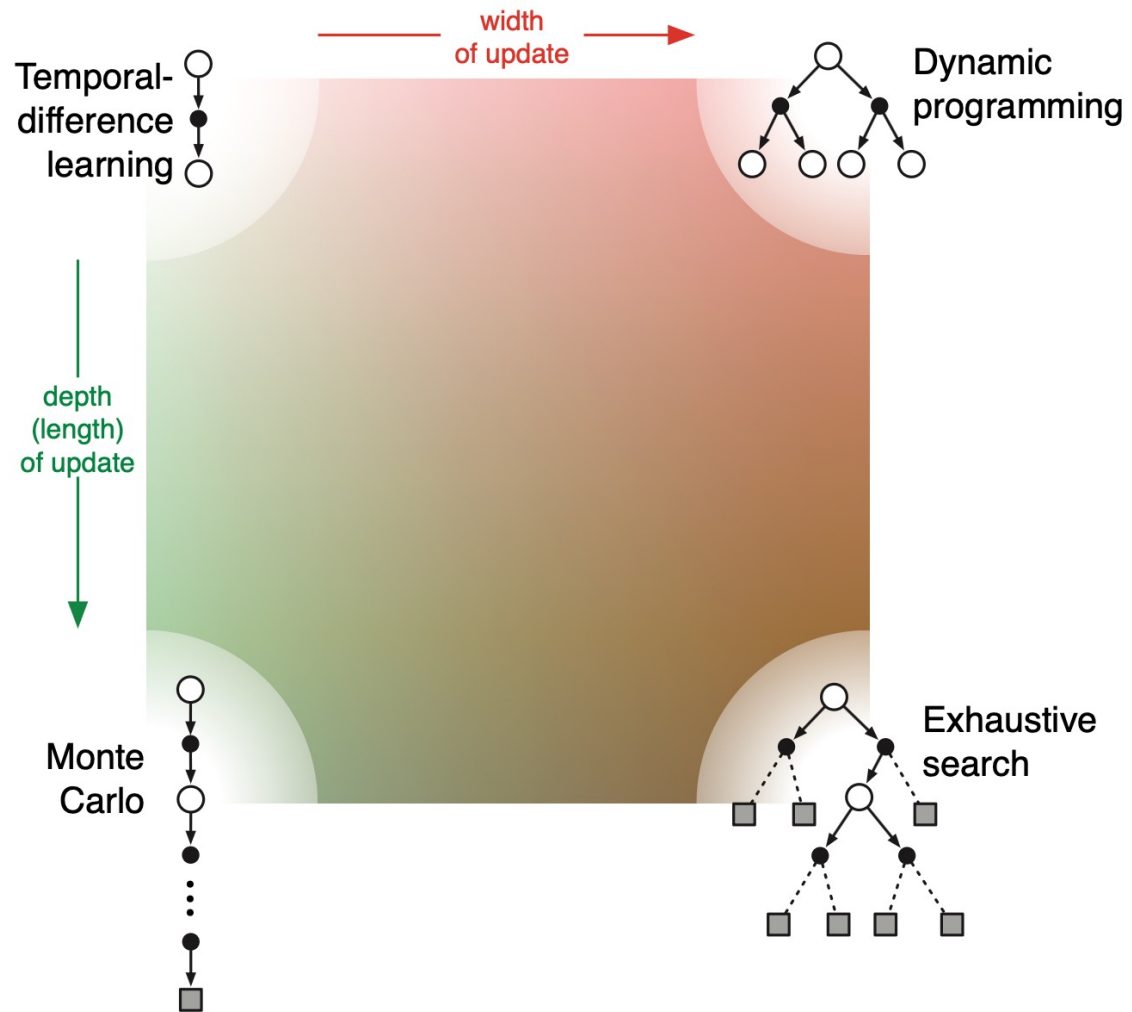 width
of update
Temporal-
difference
learning
Dynamic
programming
depth
(length)
of update
Monte
Carlo
Exhaustive
search